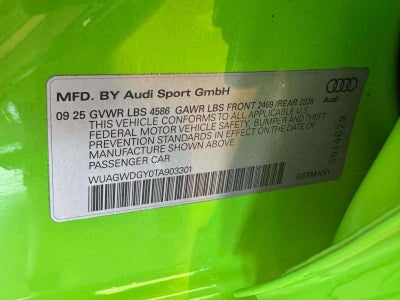 MFD. BY Audi Sport GmbH
09 25 GVWR LBS 4586 GAWR LBS FRONT 2469 /REAR 2326
THIS VEHICLE CONFORMS TO ALL APPLICABLE U.S.
FEDERAL MOTOR VEHICLE SAFETY, BUMPER AND THEFT
PREVENTION STANDARDS IN EFFECT ON THE DATE OF
MANUFACTURE SHOWN ABOVE
PASSENGER CAR
WUAGWDGY0TA903301
GERMANY
Audi
3914629